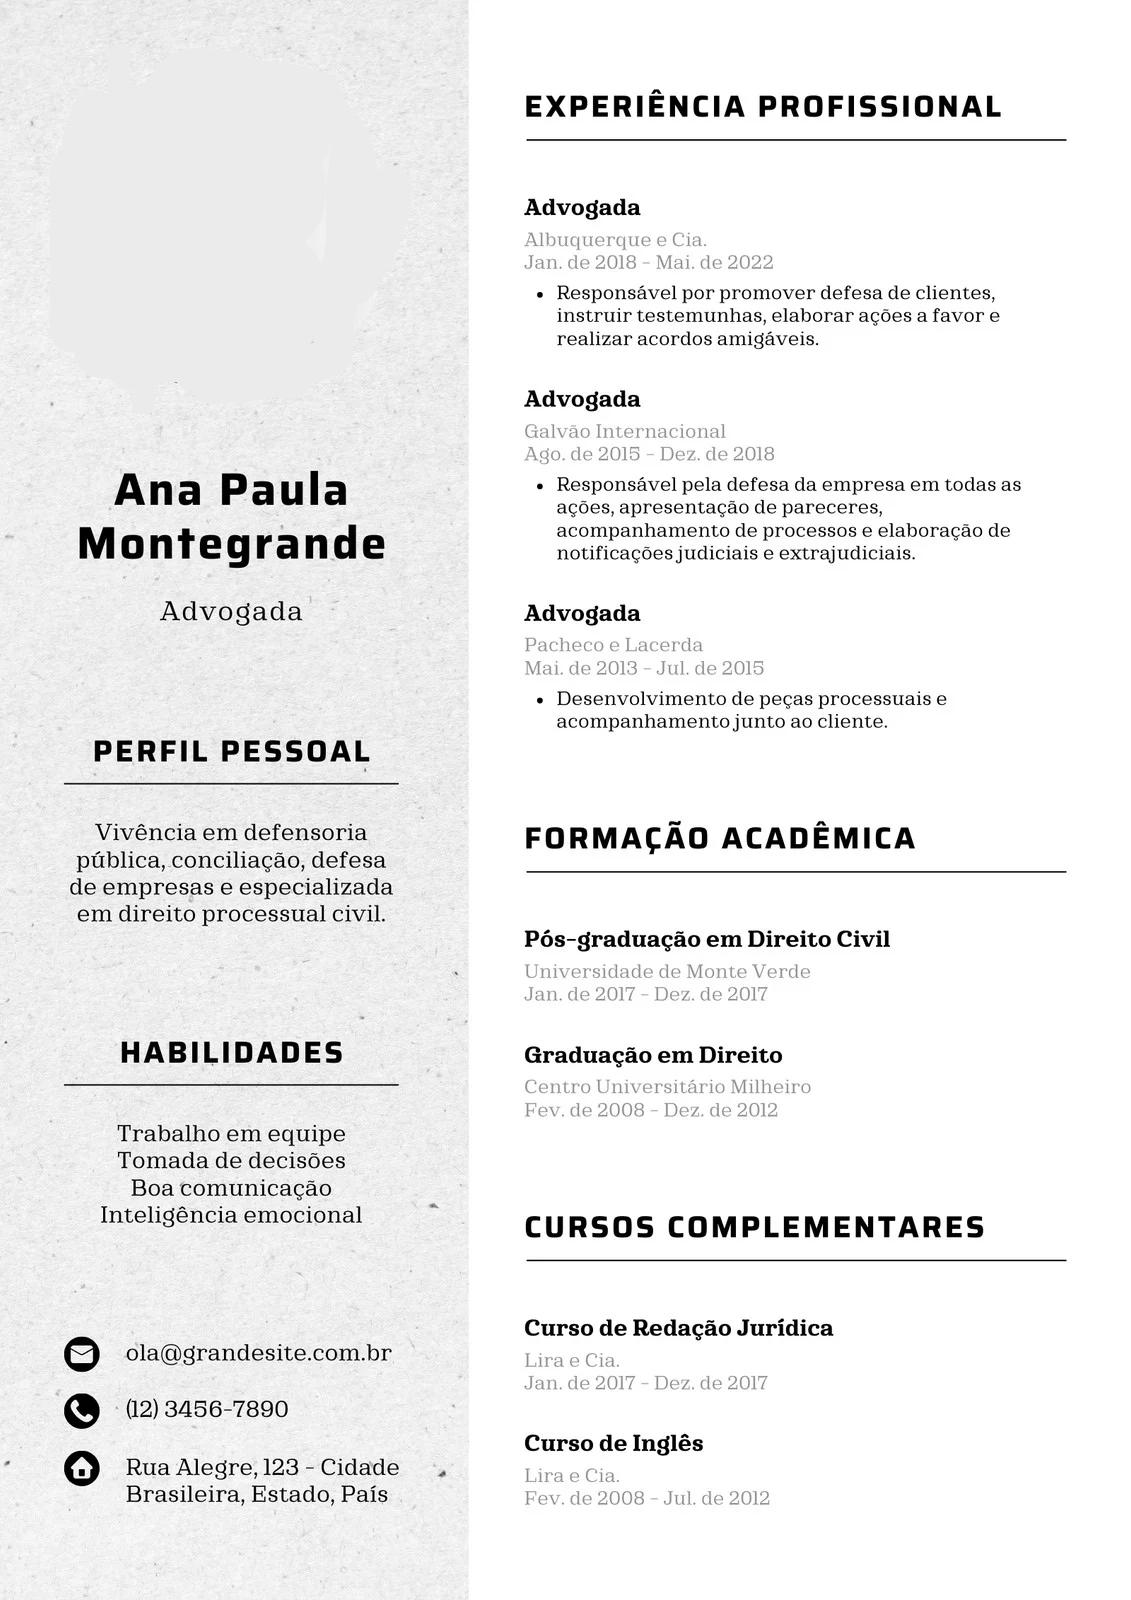 Ana Paula
Montegrande
Advogada
PERFIL PESSOAL
Vivência em defensoria
pública, conciliação, defesa
de empresas e especializada
em direito processual civil.
HABILIDADES
Trabalho em equipe
Tomada de decisões
Boa comunicação
Inteligência emocional
ola@grandesite.com.br
(12) 3456-7890
Rua Alegre, 123 - Cidade
Brasileira, Estado, País
EXPERIÊNCIA PROFISSIONAL
Advogada
Albuquerque e Cia.
Jan. de 2018 - Mai. de 2022
• Responsável por promover defesa de clientes,
instruir testemunhas, elaborar ações a favor e
realizar acordos amigáveis.
Advogada
Galvão Internacional
Ago. de 2015 - Dez. de 2018
• Responsável pela defesa da empresa em todas as
ações, apresentação de pareceres,
acompanhamento de processos e elaboração de
notificações judiciais e extrajudiciais.
Advogada
Pacheco e Lacerda
Mai. de 2013 - Jul. de 2015
• Desenvolvimento de peças processuais e
acompanhamento junto ao cliente.
FORMAÇÃO ACADÊMICA
Pós-graduação em Direito Civil
Universidade de Monte Verde
Jan. de 2017 - Dez. de 2017
Graduação em Direito
Centro Universitário Milheiro
Fev. de 2008 - Dez. de 2012
CURSOS COMPLEMENTARES
Curso de Redação Jurídica
Lira e Cia.
Jan. de 2017 - Dez. de 2017
Curso de Inglês
Lira e Cia.
Fev. de 2008 - Jul. de 2012